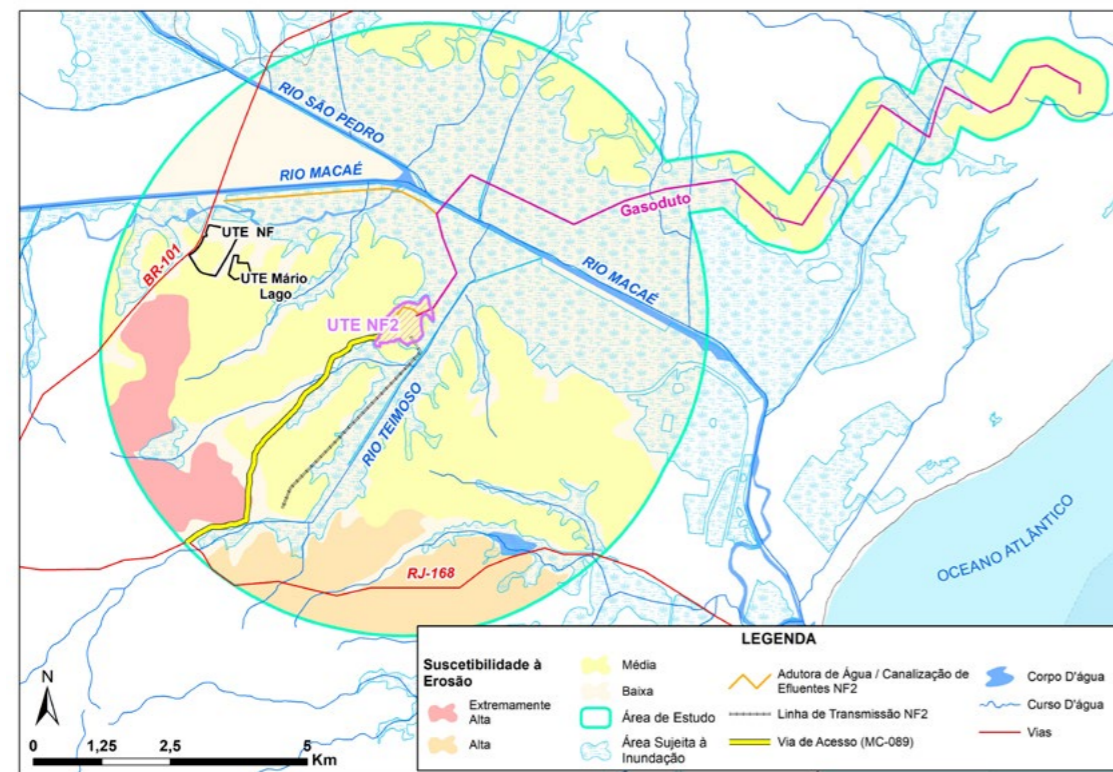 RIO SÃO PEDRO
RIO MACAÉ
Gasoduto
UTE NF
BR-101
UTE Mário
Lago
RIO MACAÉ
UTE NF2
RIO TEIMOSO
OCEANO ATLÂNTICO
RJ-168
N
0 1,25 2,5 5
Km
LEGENDA
Suscetibilidade à
Erosão
Extremamente
Alta
Alta
Média
Baixa
Área de Estudo
Área Sujeita à
Inundação
Adutora de Água / Canalização de
Efluentes NF2
Linha de Transmissão NF2
Via de Acesso (MC-089)
Corpo D'água
Curso D'água
Vias